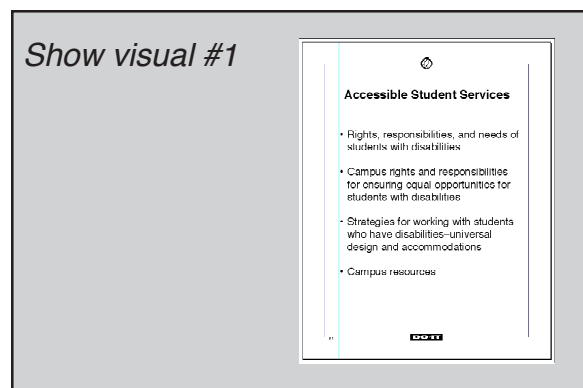 Show visual #1
Accessible Student Services
• Rights, responsibilities, and needs of
students with disabilities
• Campus rights and responsibilities
for ensuring equal opportunities for
students with disabilities
• Strategies for working with students
who have disabilities–universal
design and accommodations
• Campus resources
#1
DO-IT